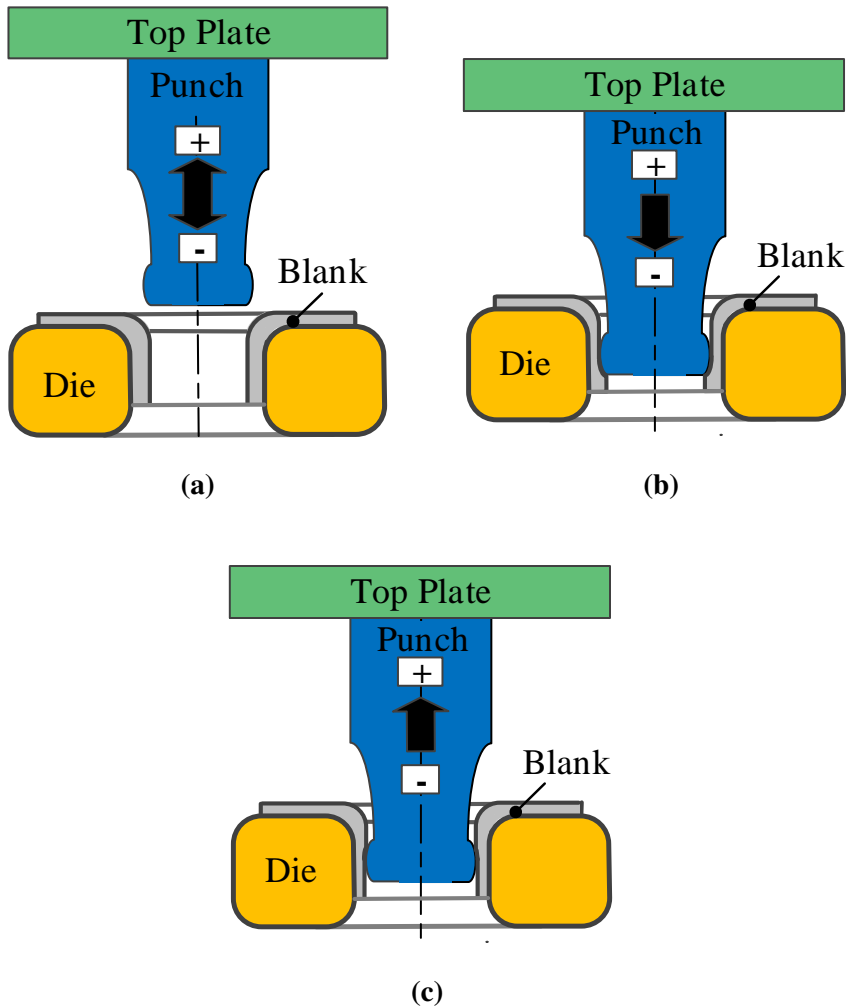 Top Plate
Punch
+
-
Blank
Die
(a)
Top Plate
Punch
+
-
Blank
Die
(b)
Top Plate
Punch
+
-
Blank
Die
(c)